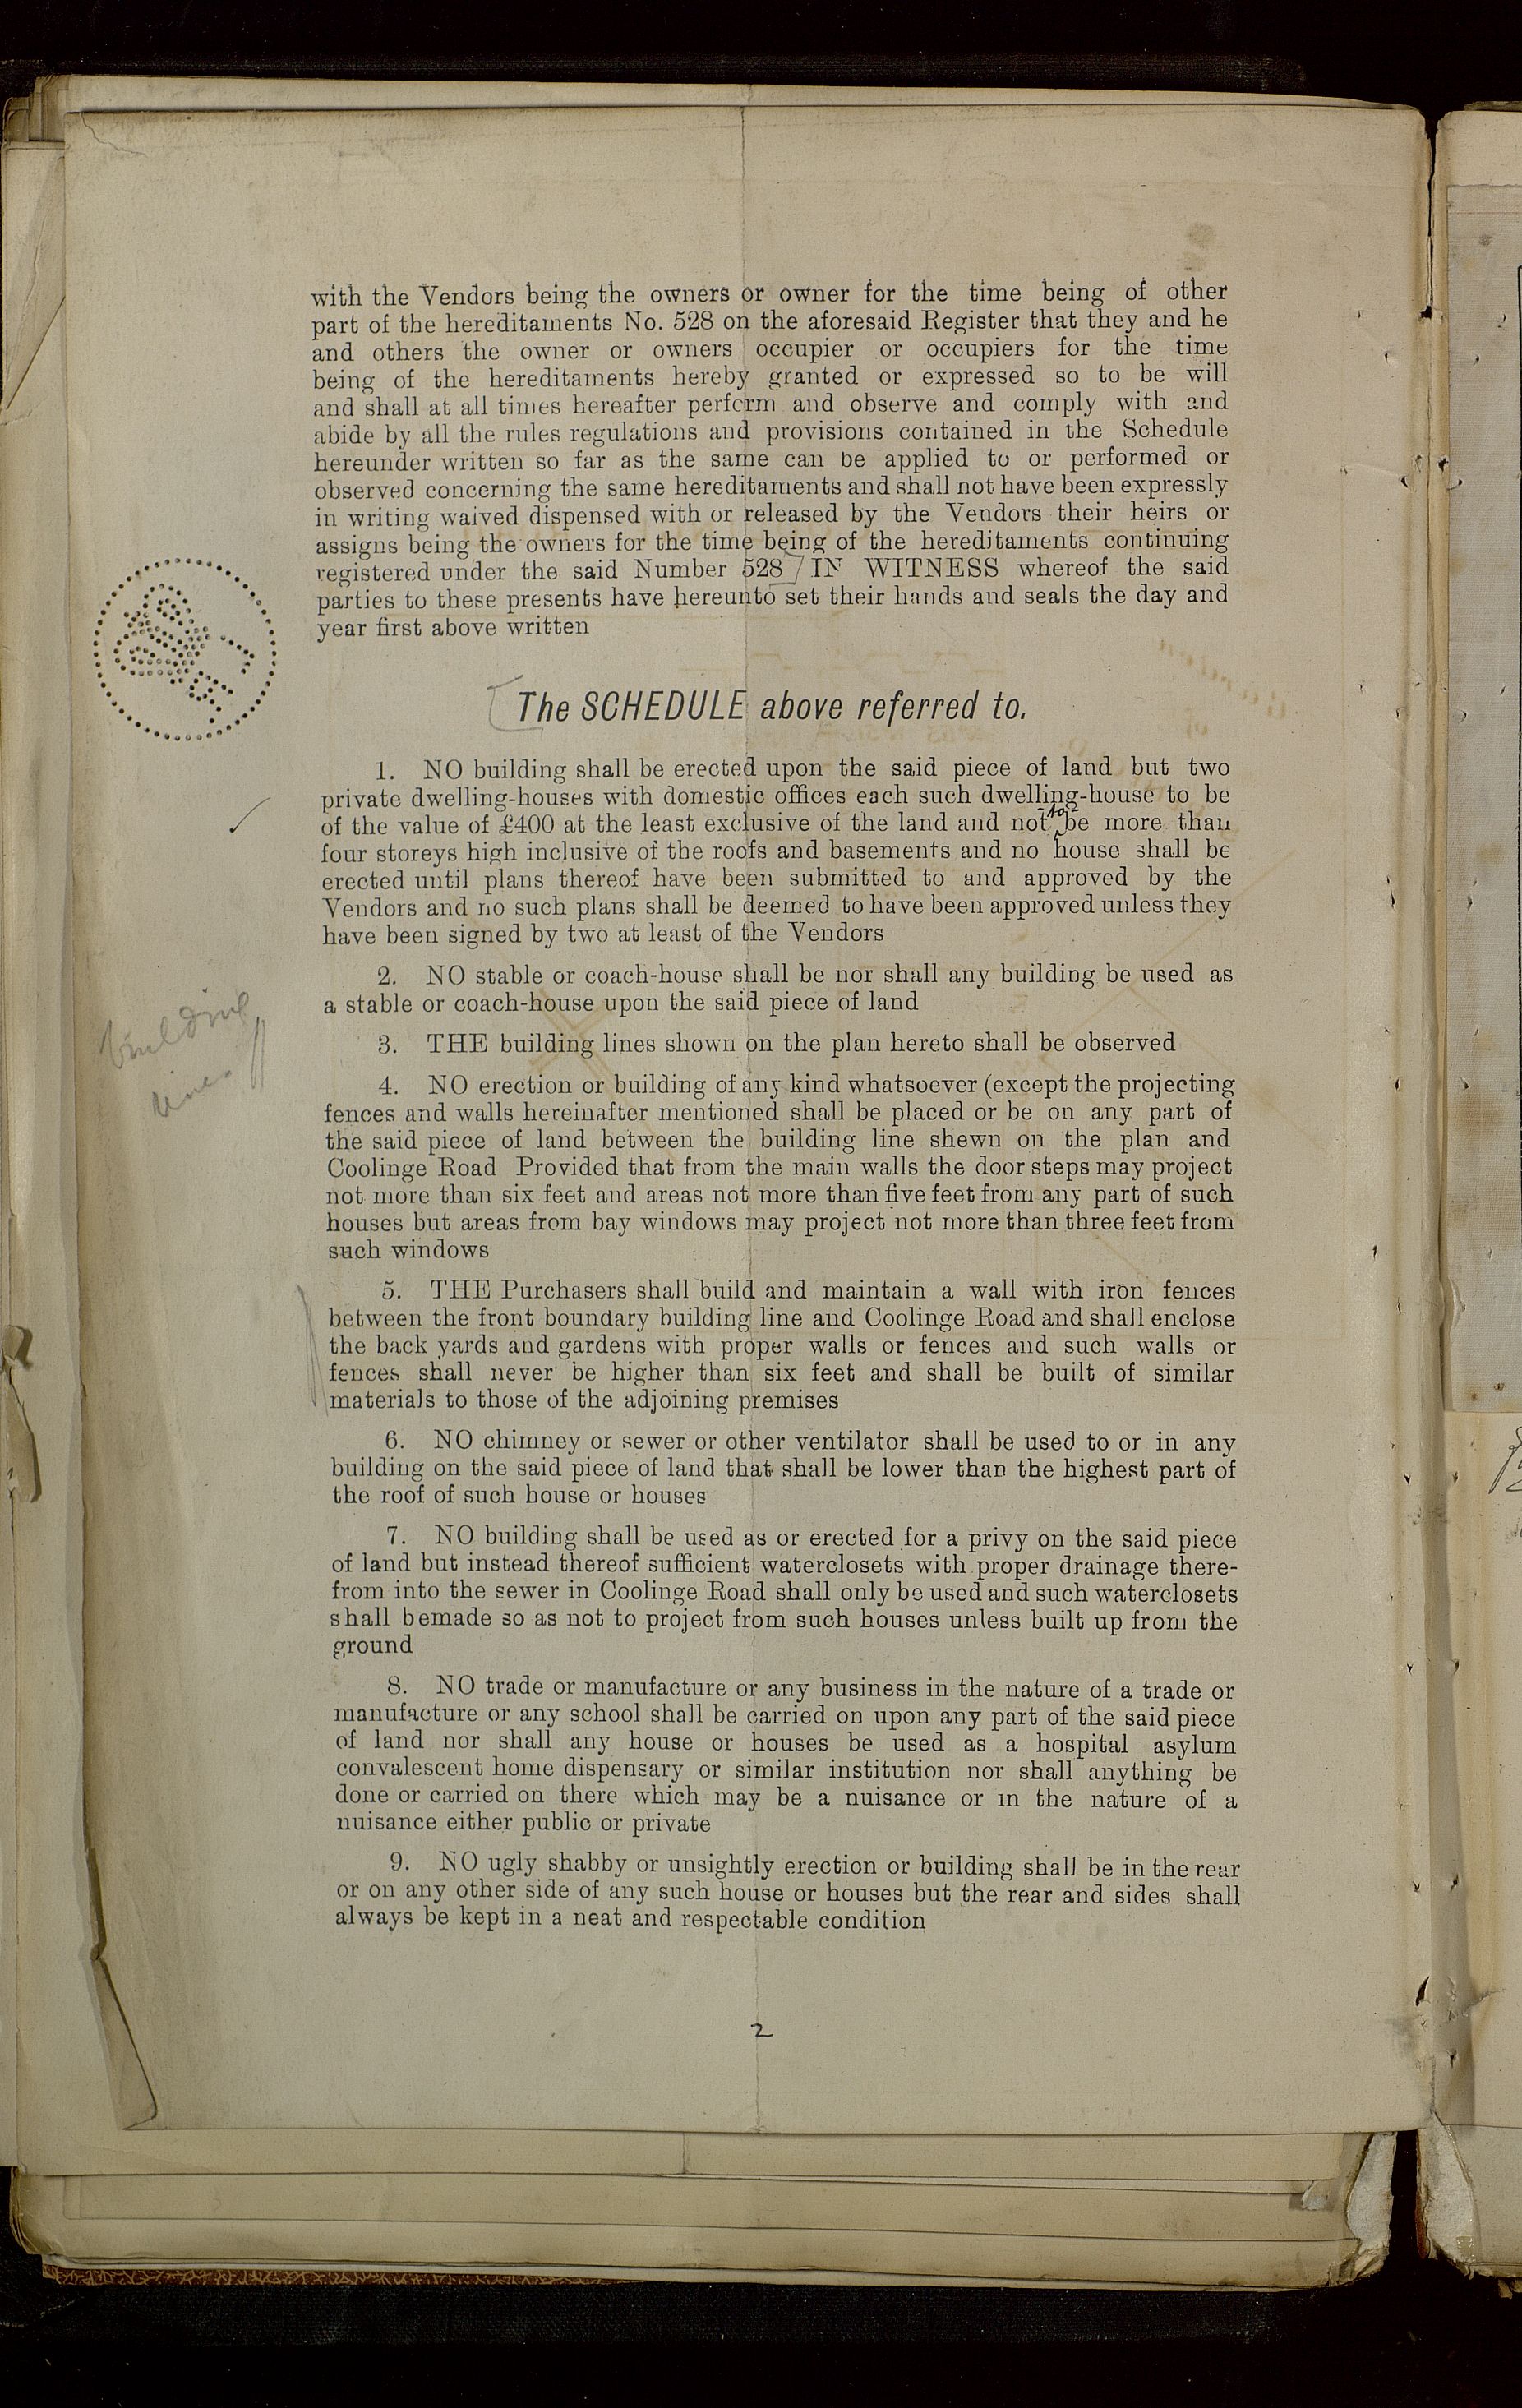 with the Vendors being the owners or owner for the time being of other
part of the hereditaments No. 528 on the aforesaid Register that they and he
and others the owner or owners occupier or occupiers for the time
being of the hereditaments hereby granted or expressed so to be will
and shall at all times hereafter perform and observe and comply with and
abide by all the rules regulations and provisions contained in the Schedule
hereunder written so far as the same can be applied to or performed or
observed concerning the same hereditaments and shall not have been expressly
in writing waived dispensed with or released by the Vendors their heirs or
assigns being the owners for the time being of the hereditaments continuing
registered under the said Number 528 IN WITNESS whereof the said
parties to these presents have hereunto set their hands and seals the day and
year first above written
The SCHEDULE above referred to.
1. NO building shall be erected upon the said piece of land but two
private dwelling-houses with domestic offices each such dwelling-house to be
of the value of £400 at the least exclusive of the land and not to be more than
four storeys high inclusive of the roofs and basements and no house shall be
erected until plans thereof have been submitted to and approved by the
Vendors and no such plans shall be deemed to have been approved unless they
have been signed by two at least of the Vendors
2. NO stable or coach-house shall be nor shall any building be used as
a stable or coach-house upon the said piece of land
building
lines
3. THE building lines shown on the plan hereto shall be observed
4. NO erection or building of any kind whatsoever (except the projecting
fences and walls hereinafter mentioned shall be placed or be on any part of
the said piece of land between the building line shewn on the plan and
Coolinge Road Provided that from the main walls the door steps may project
not more than six feet and areas not more than five feet from any part of such
houses but areas from bay windows may project not more than three feet from
such windows
5. THE Purchasers shall build and maintain a wall with iron fences
between the front boundary building line and Coolinge Road and shall enclose
the back yards and gardens with proper walls or fences and such walls or
fences shall never be higher than six feet and shall be built of similar
materials to those of the adjoining premises
6. NO chimney or sewer or other ventilator shall be used to or in any
building on the said piece of land that shall be lower than the highest part of
the roof of such house or houses
7. NO building shall be used as or erected for a privy on the said piece
of land but instead thereof sufficient waterclosets with proper drainage there-
from into the sewer in Coolinge Road shall only be used and such waterclosets
shall bemade so as not to project from such houses unless built up from the
ground
8. NO trade or manufacture or any business in the nature of a trade or
manufacture or any school shall be carried on upon any part of the said piece
of land nor shall any house or houses be used as a hospital asylum
convalescent home dispensary or similar institution nor shall anything be
done or carried on there which may be a nuisance or in the nature of a
nuisance either public or private
9. NO ugly shabby or unsightly erection or building shall be in the rear
or on any other side of any such house or houses but the rear and sides shall
always be kept in a neat and respectable condition
2